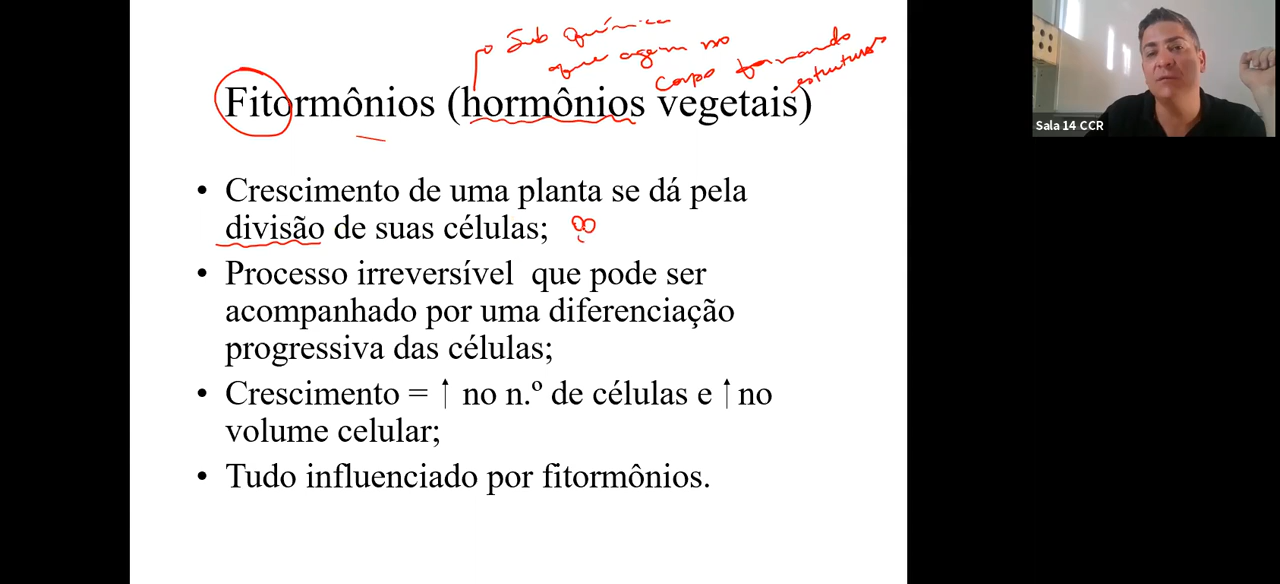 Sub química
que agem no
corpo formando
estruturas
Fitormônios (hormônios vegetais)
• Crescimento de uma planta se dá pela
divisão de suas células;
• Processo irreversível que pode ser
acompanhado por uma diferenciação
progressiva das células;
• Crescimento = ↑ no n.º de células e ↑ no
volume celular;
• Tudo influenciado por fitormônios.
Sala 14 CCR